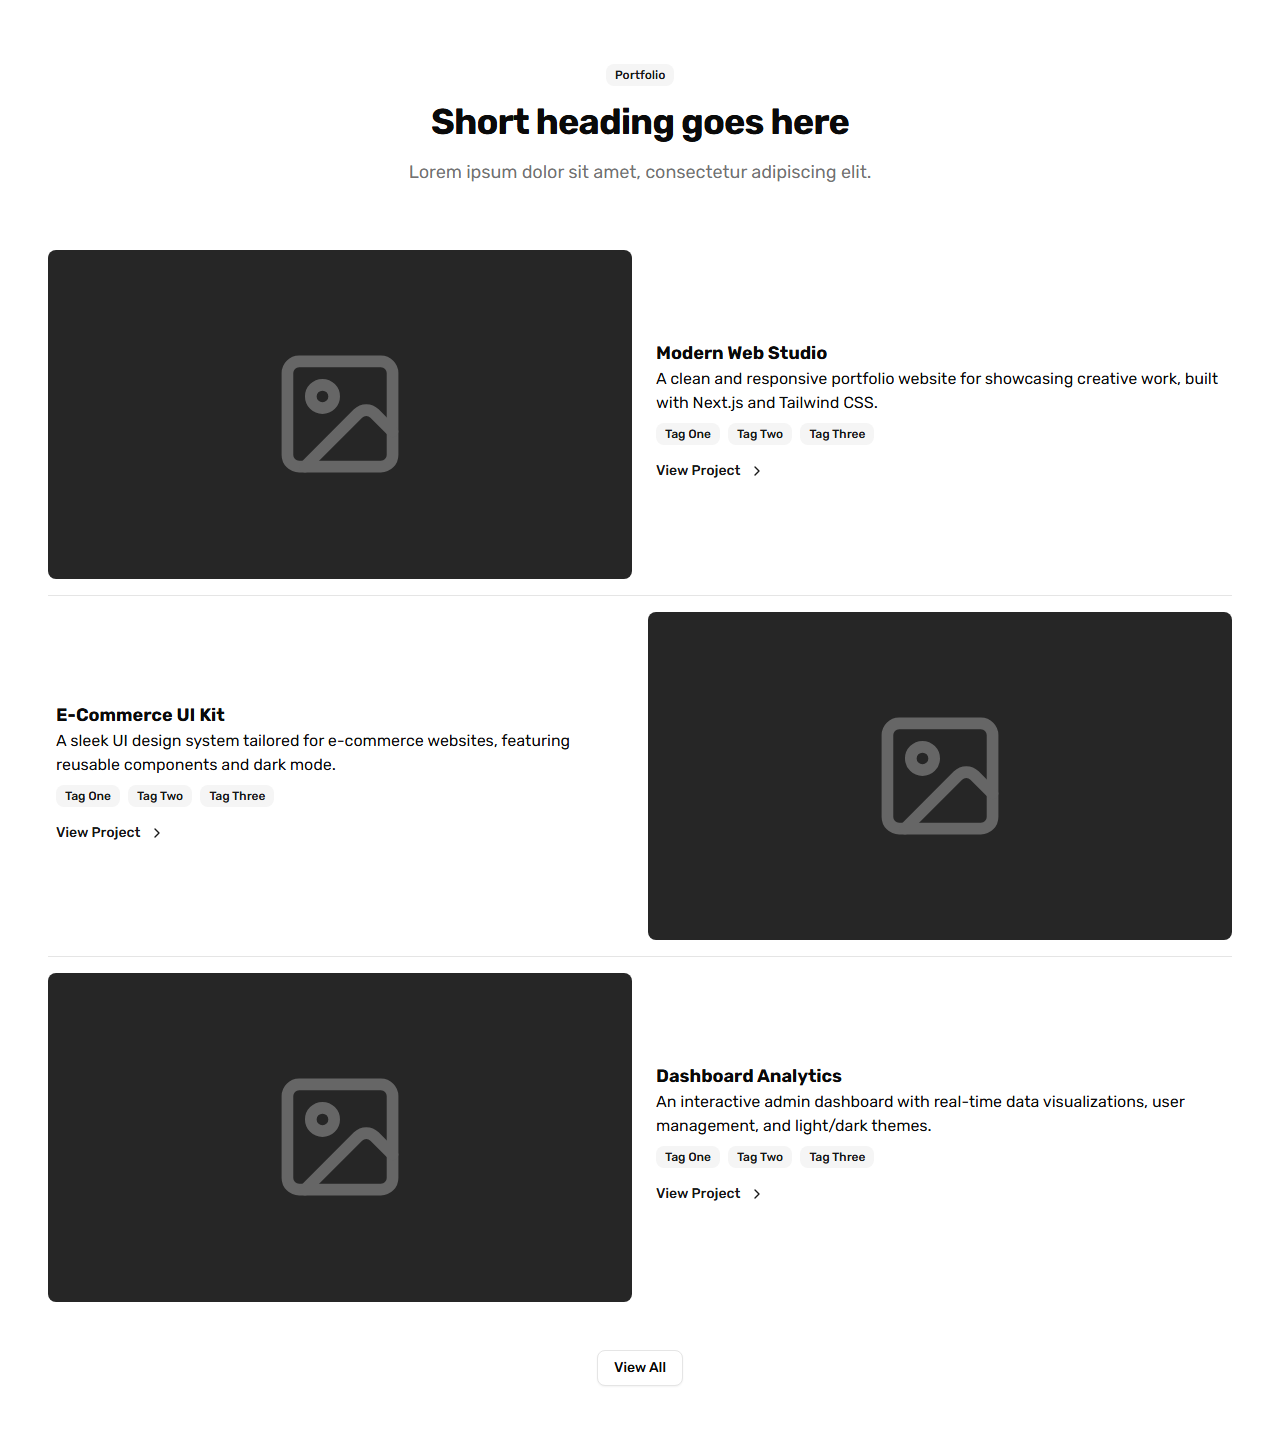 Portfolio
Short heading goes here
Lorem ipsum dolor sit amet, consectetur adipiscing elit.
Modern Web Studio
A clean and responsive portfolio website for showcasing creative work, built
with Next.js and Tailwind CSS.
Tag One Tag Two Tag Three
View Project
E-Commerce UI Kit
A sleek UI design system tailored for e-commerce websites, featuring
reusable components and dark mode.
Tag One Tag Two Tag Three
View Project
Dashboard Analytics
An interactive admin dashboard with real-time data visualizations, user
management, and light/dark themes.
Tag One Tag Two Tag Three
View Project
View All